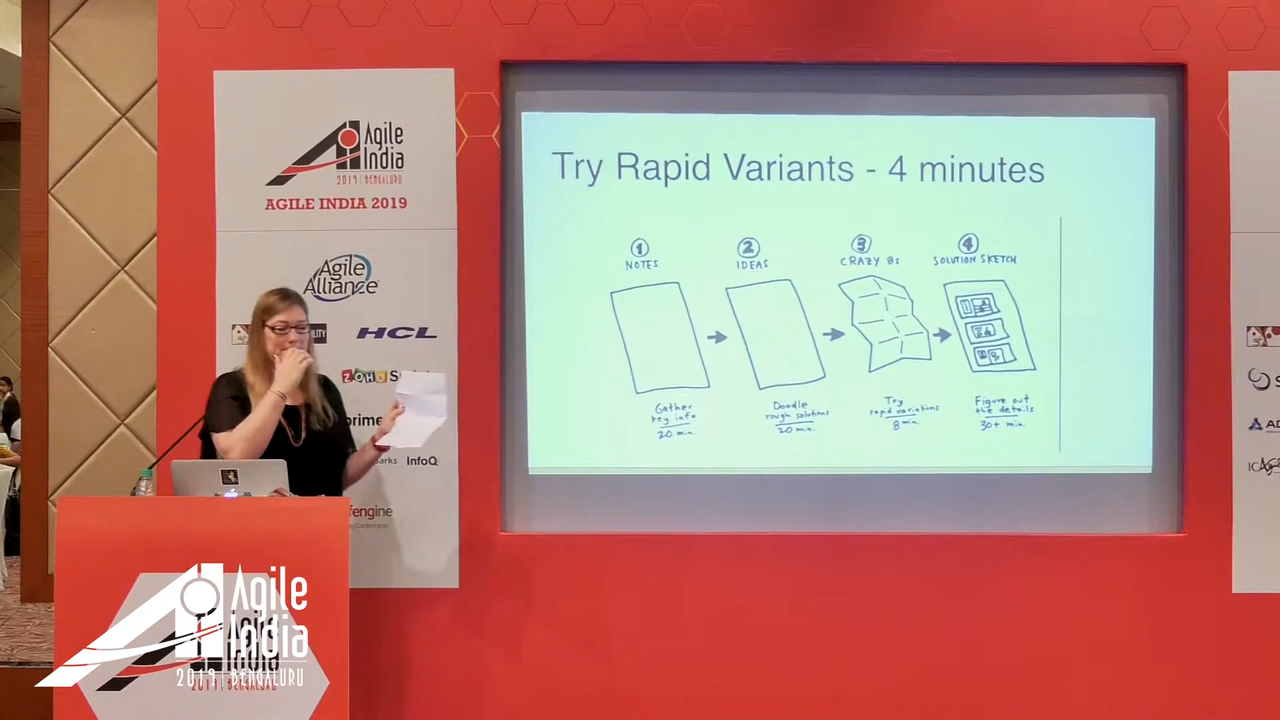 Agile
India
2019 | BENGALURU
AGILE INDIA 2019
Agile
Alliance
HCL
ZOHO
InfoQ
Try Rapid Variants - 4 minutes
1
NOTES
Gather
key info
20 min.
2
IDEAS
Doodle
rough solutions
20 min.
3
CRAZY 8s
Try
rapid variations
8 min.
4
SOLUTION SKETCH
Figure out
the details
30+ min.
Agile
India
2019 | BENGALURU